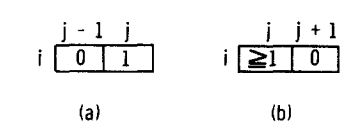 j - 1 j
i 0 1
(a)
j j + 1
i ≧1 0
(b)